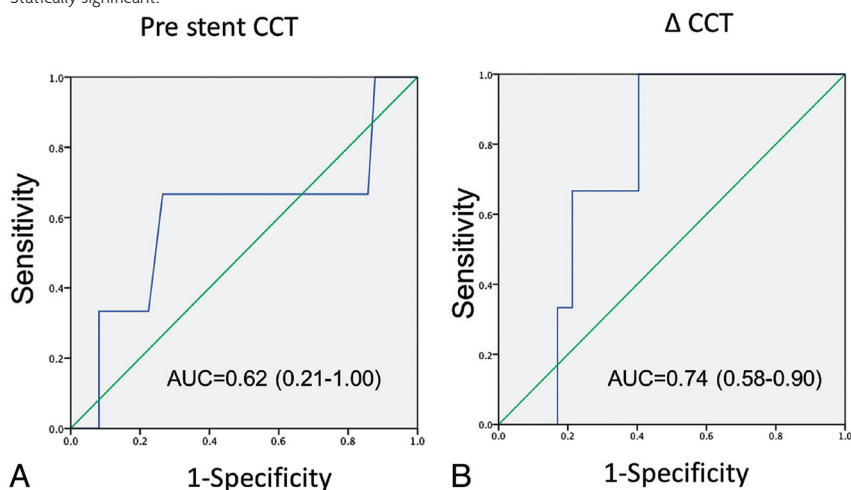 Statically significant.
Pre stent CCT
Δ CCT
1.0
0.8
0.6
0.4
0.2
0.0
Sensitivity
AUC=0.62 (0.21-1.00)
0.0 0.2 0.4 0.6 0.8 1.0
A
1-Specificity
1.0
0.8
0.6
0.4
0.2
0.0
Sensitivity
AUC=0.74 (0.58-0.90)
0.0 0.2 0.4 0.6 0.8 1.0
B
1-Specificity